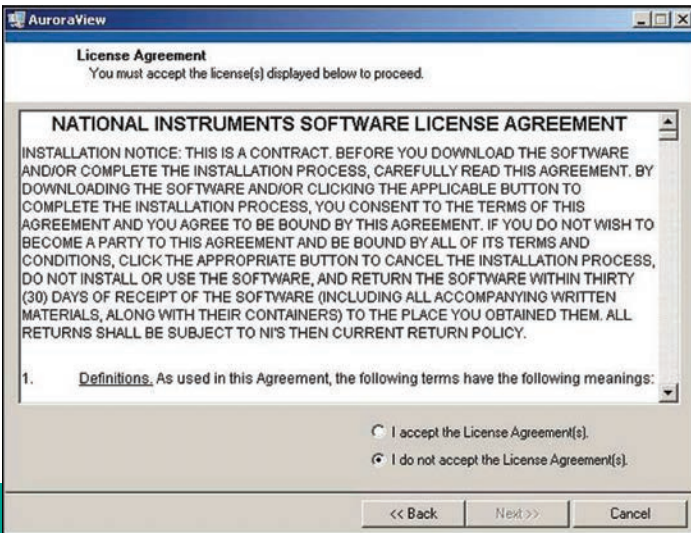 AuroraView
License Agreement
You must accept the license(s) displayed below to proceed.
NATIONAL INSTRUMENTS SOFTWARE LICENSE AGREEMENT
INSTALLATION NOTICE: THIS IS A CONTRACT. BEFORE YOU DOWNLOAD THE SOFTWARE
AND/OR COMPLETE THE INSTALLATION PROCESS, CAREFULLY READ THIS AGREEMENT. BY
DOWNLOADING THE SOFTWARE AND/OR CLICKING THE APPLICABLE BUTTON TO
COMPLETE THE INSTALLATION PROCESS, YOU CONSENT TO THE TERMS OF THIS
AGREEMENT AND YOU AGREE TO BE BOUND BY THIS AGREEMENT. IF YOU DO NOT WISH TO
BECOME A PARTY TO THIS AGREEMENT AND BE BOUND BY ALL OF ITS TERMS AND
CONDITIONS, CLICK THE APPROPRIATE BUTTON TO CANCEL THE INSTALLATION PROCESS,
DO NOT INSTALL OR USE THE SOFTWARE, AND RETURN THE SOFTWARE WITHIN THIRTY
(30) DAYS OF RECEIPT OF THE SOFTWARE (INCLUDING ALL ACCOMPANYING WRITTEN
MATERIALS, ALONG WITH THEIR CONTAINERS) TO THE PLACE YOU OBTAINED THEM. ALL
RETURNS SHALL BE SUBJECT TO NI'S THEN CURRENT RETURN POLICY.
1. Definitions. As used in this Agreement, the following terms have the following meanings:
I accept the License Agreement(s).
I do not accept the License Agreement(s).
<< Back Next >> Cancel